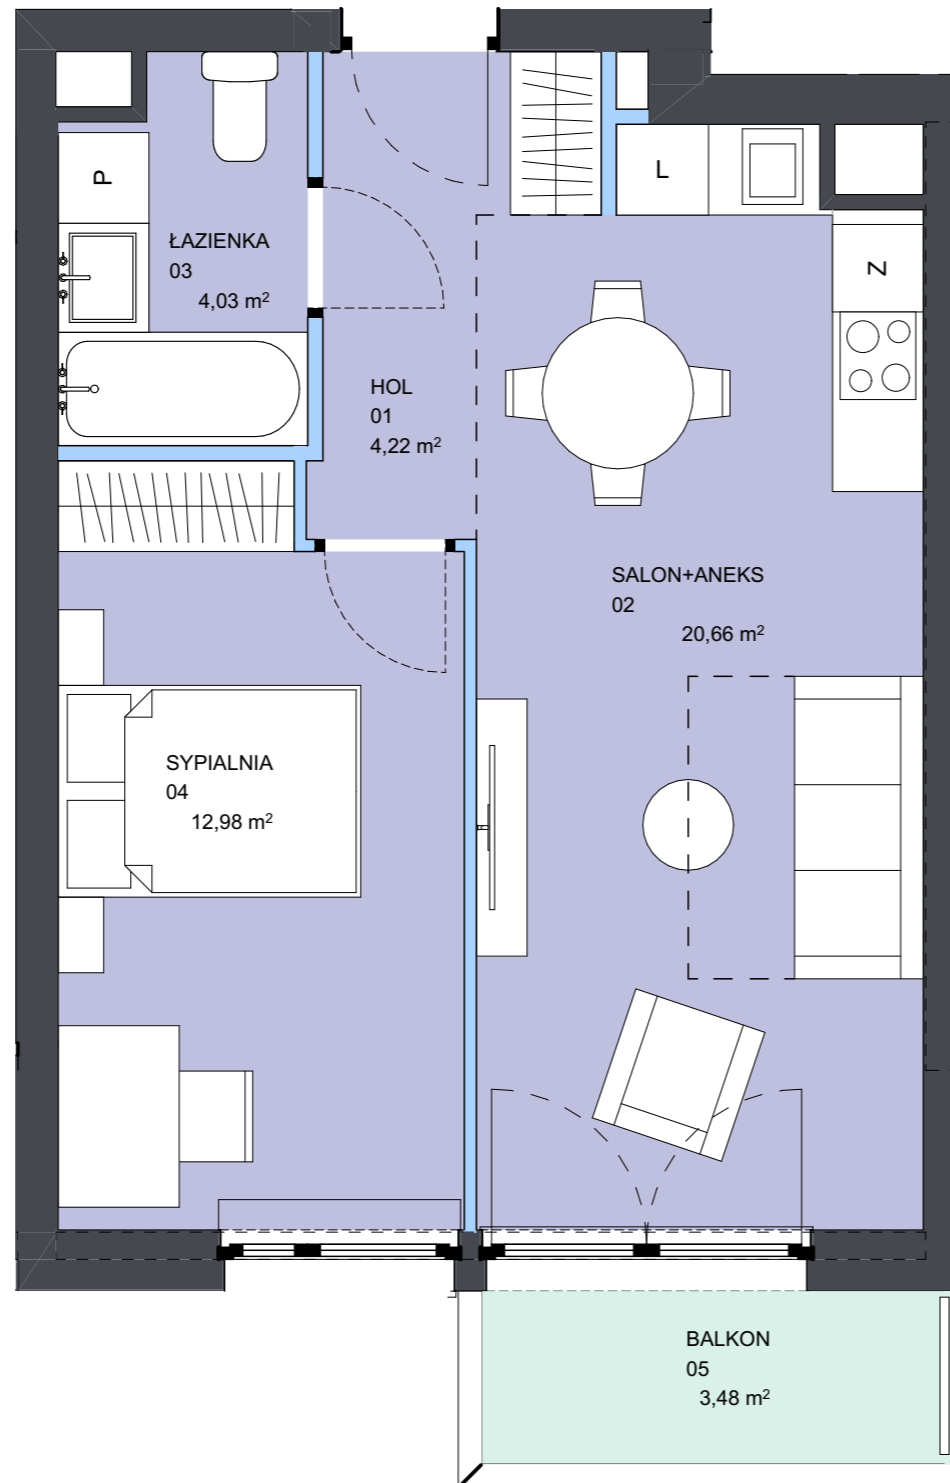 P
L
ŁAZIENKA
03
4,03 m²
Z
HOL
01
4,22 m²
SALON+ANEKS
02
20,66 m²
SYPIALNIA
04
12,98 m²
BALKON
05
3,48 m²